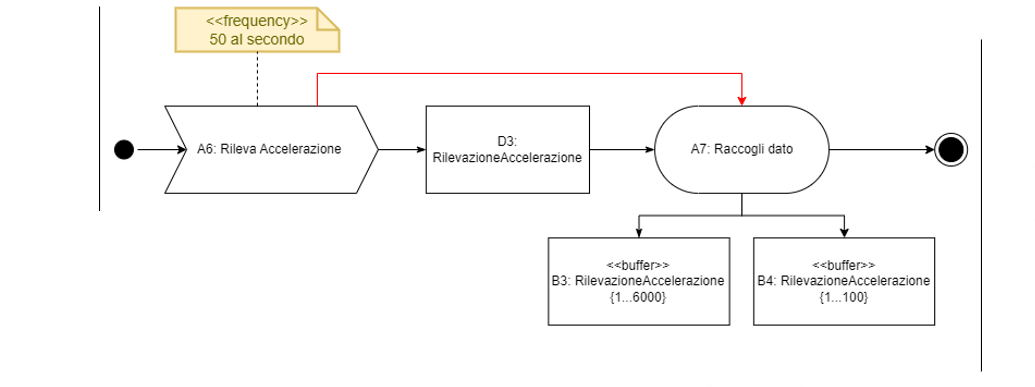 <<frequency>>
50 al secondo
A6: Rileva Accelerazione
D3:
RilevazioneAccelerazione
A7: Raccogli dato
<<buffer>>
B3: RilevazioneAccelerazione
{1...6000}
<<buffer>>
B4: RilevazioneAccelerazione
{1...100}